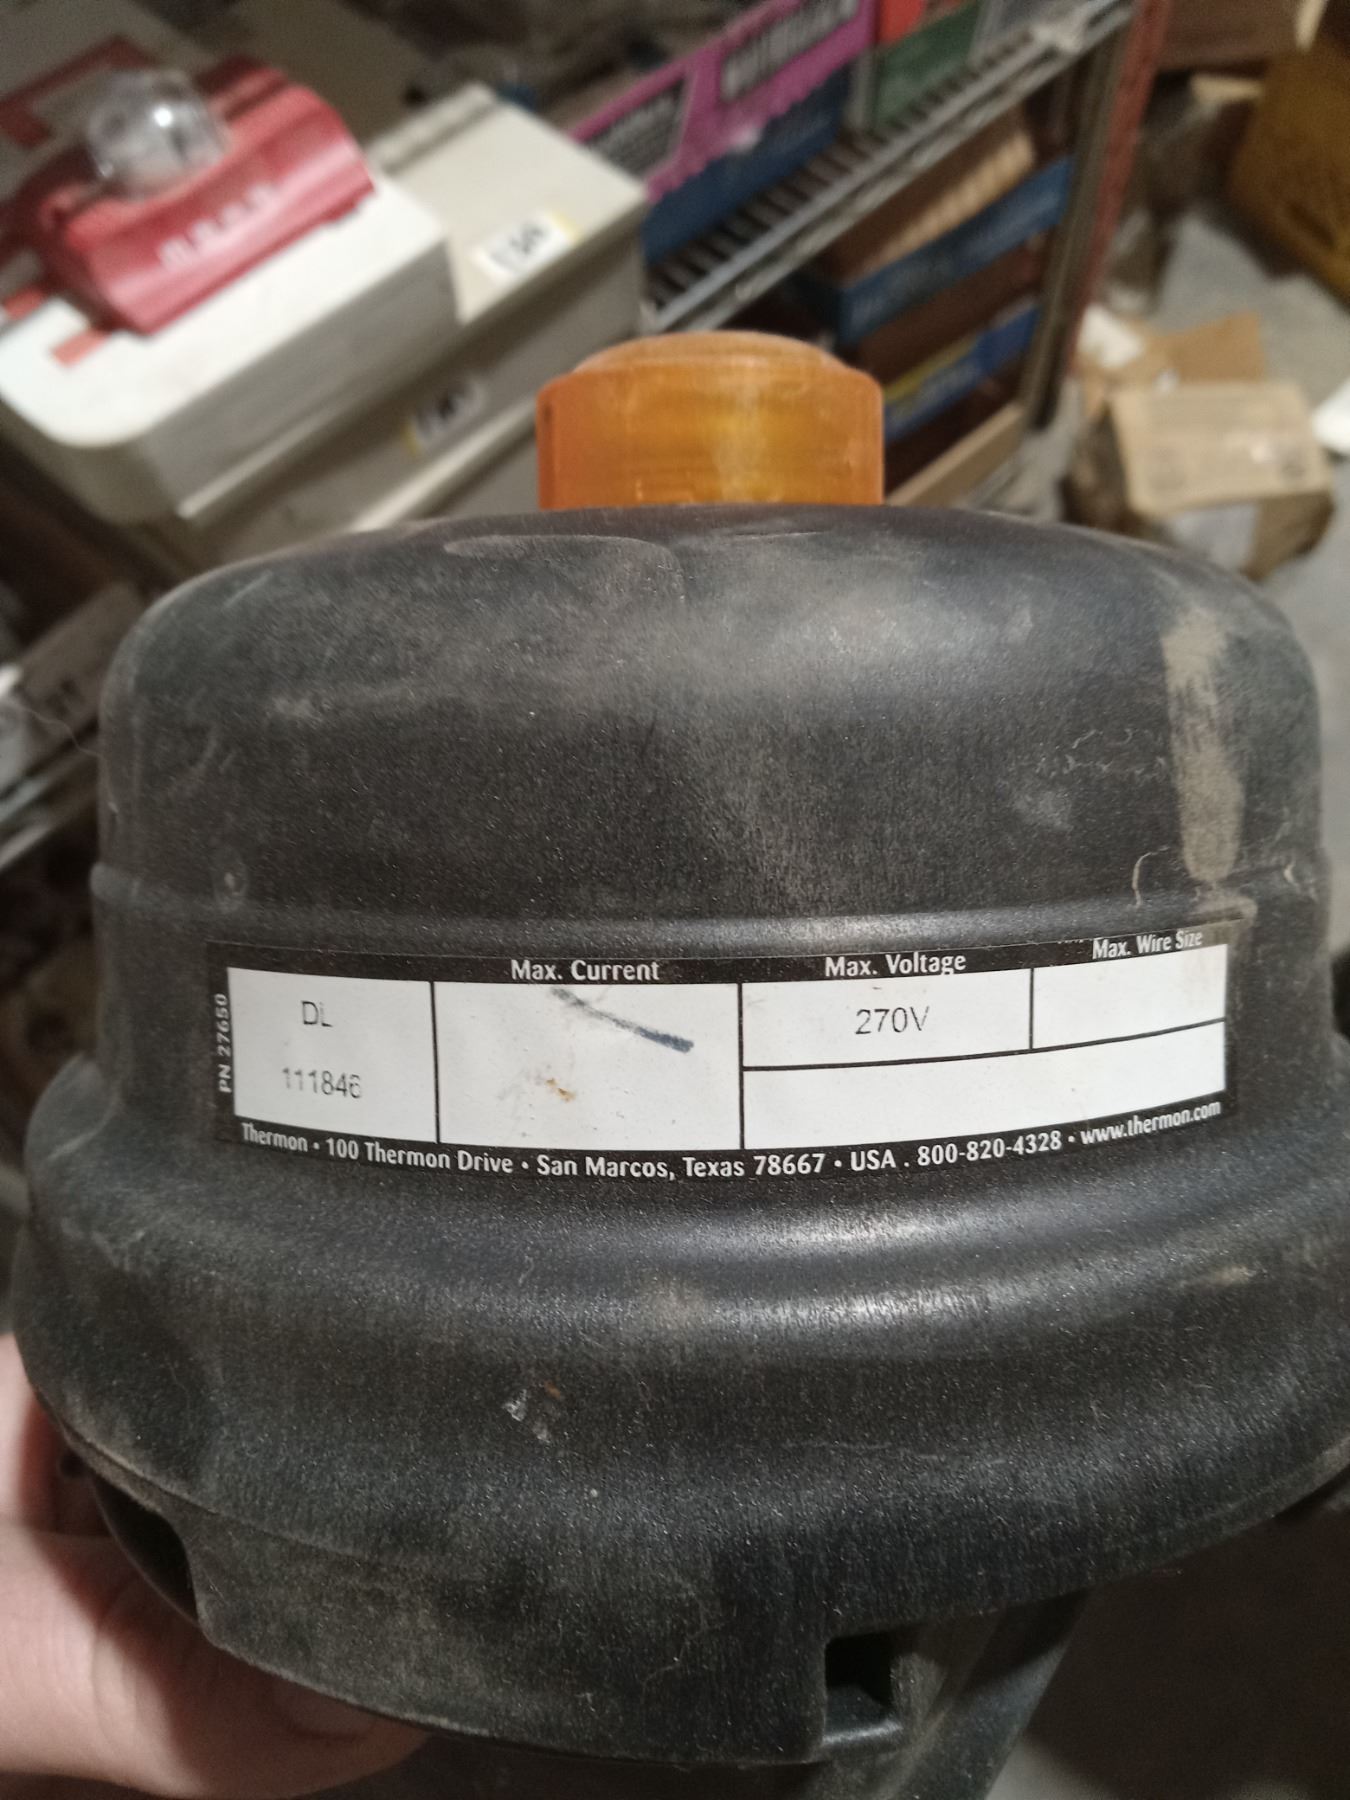 Max. Current
Max. Voltage
Max. Wire Size
PN 27650
DL
111846
270V
Thermon • 100 Thermon Drive • San Marcos, Texas 78667 • USA . 800-820-4328 • www.thermon.com